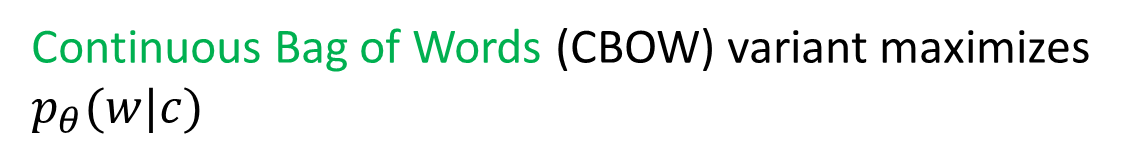 Continuous Bag of Words (CBOW) variant maximizes
𝑝𝜃(𝑤|𝑐)